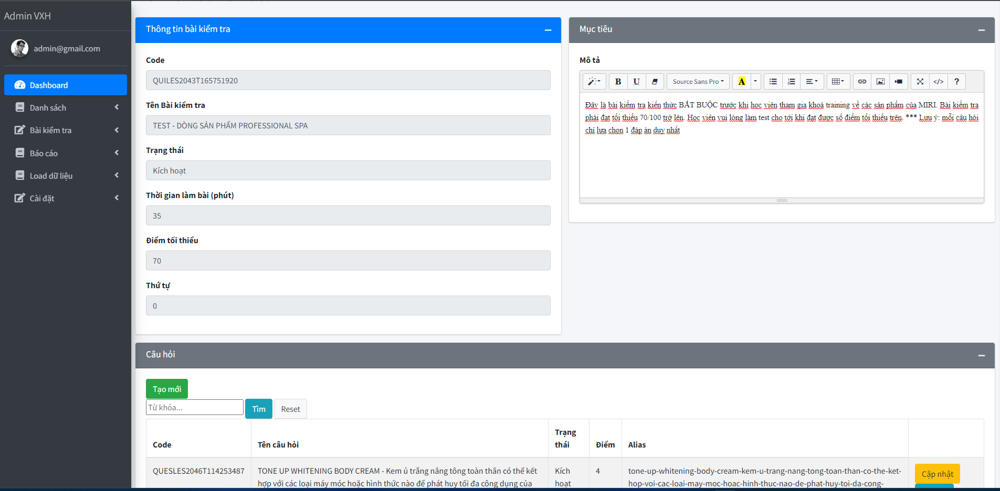 Admin VXH
admin@gmail.com
Dashboard
Danh sách
Bài kiểm tra
Báo cáo
Load dữ liệu
Cài đặt
Thông tin bài kiểm tra
Code
QUILES2043T165751920
Tên Bài kiểm tra
TEST - DÒNG SẢN PHẨM PROFESSIONAL SPA
Trạng thái
Kích hoạt
Thời gian làm bài (phút)
35
Điểm tối thiểu
70
Thứ tự
0
Mục tiêu
Mô tả
B U Source Sans Pro A </> ?
Đây là bài kiểm tra kiến thức BẮT BUỘC trước khi học viên tham gia khoá training về các sản phẩm của MIRI. Bài kiểm tra
phải đạt tối thiểu 70/100 trở lên. Học viên vui lòng làm test cho tới khi đạt được số điểm tối thiểu trên. *** Lưu ý: mỗi câu hỏi
chỉ lựa chọn 1 đáp án duy nhất
Câu hỏi
Tạo mới
Từ khóa...
Tìm
Reset
Code
Tên câu hỏi
Trạng
thái
Điểm
Alias
QUESLES2046T114253487
TONE UP WHITENING BODY CREAM - Kem ủ trắng nâng tông toàn thân có thể kết
hợp với các loại máy móc hoặc hình thức nào để phát huy tối đa công dụng của
Kích
hoạt
4
tone-up-whitening-body-cream-kem-u-trang-nang-tong-toan-than-co-the-ket-
hop-voi-cac-loai-may-moc-hoac-hinh-thuc-nao-de-phat-huy-toi-da-cong-
Cập nhật